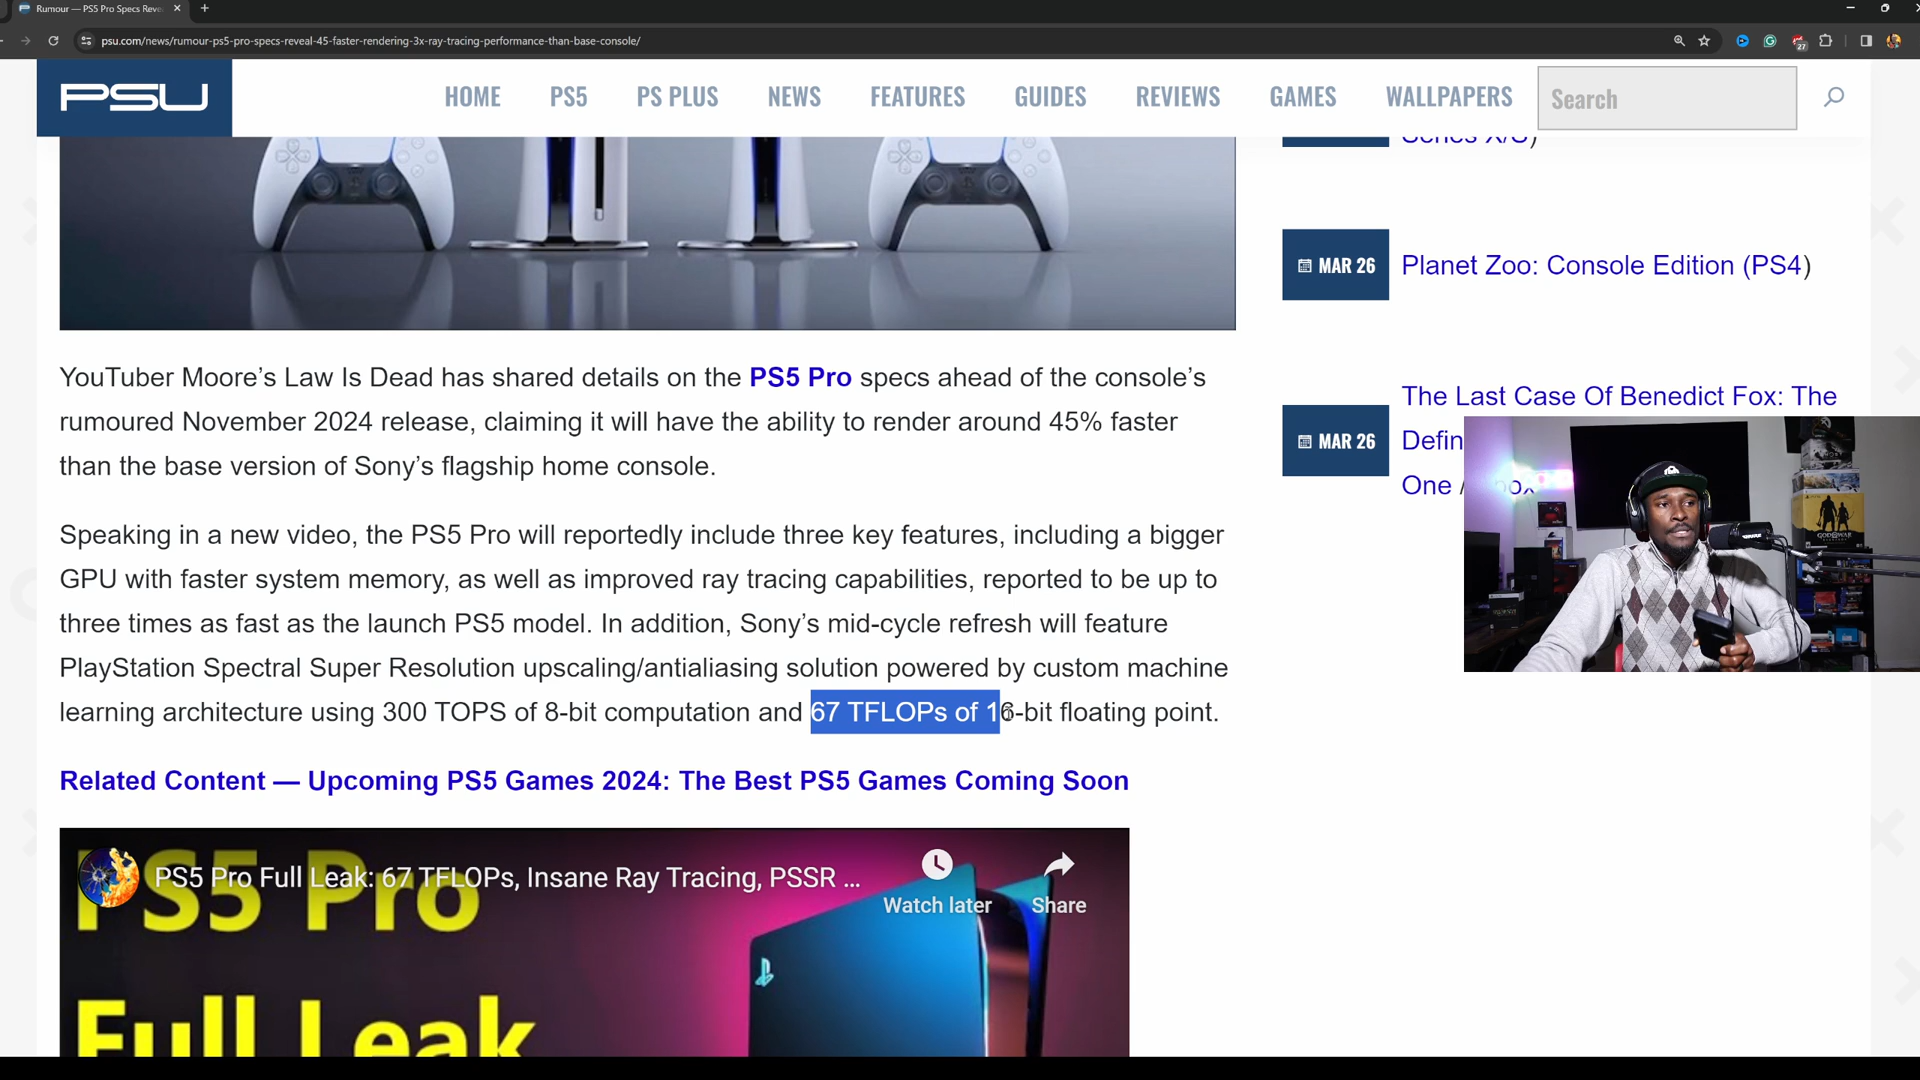 Rumour — PS5 Pro Specs Reve
psu.com/news/rumour-ps5-pro-specs-reveal-45-faster-rendering-3x-ray-tracing-performance-than-base-console/
27
PSU
HOME PS5 PS PLUS NEWS FEATURES GUIDES REVIEWS GAMES WALLPAPERS
Search
Series X/S)
MAR 26
Planet Zoo: Console Edition (PS4)
YouTuber Moore’s Law Is Dead has shared details on the PS5 Pro specs ahead of the console’s
rumoured November 2024 release, claiming it will have the ability to render around 45% faster
than the base version of Sony’s flagship home console.
MAR 26
The Last Case Of Benedict Fox: The
Defin
One /
Speaking in a new video, the PS5 Pro will reportedly include three key features, including a bigger
GPU with faster system memory, as well as improved ray tracing capabilities, reported to be up to
three times as fast as the launch PS5 model. In addition, Sony’s mid-cycle refresh will feature
PlayStation Spectral Super Resolution upscaling/antialiasing solution powered by custom machine
learning architecture using 300 TOPS of 8-bit computation and 67 TFLOPs of 16-bit floating point.
GOD OF WAR
Related Content — Upcoming PS5 Games 2024: The Best PS5 Games Coming Soon
PS5 Pro Full Leak: 67 TFLOPs, Insane Ray Tracing, PSSR ...
Watch later
Share
PS5 Pro
Full Leak